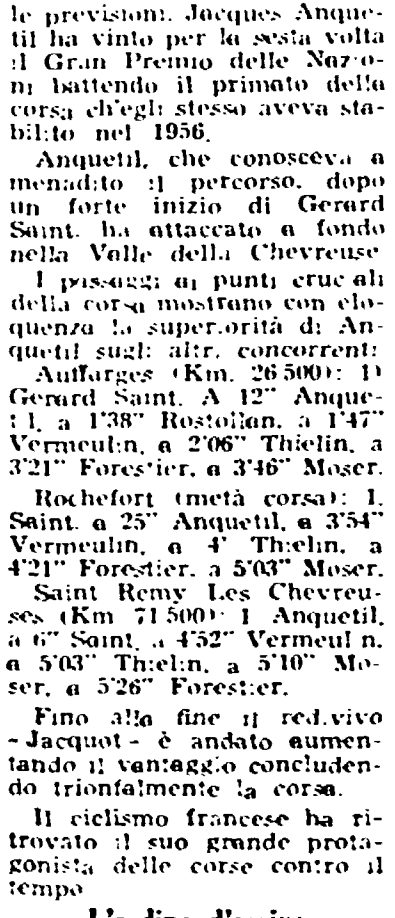 le previsioni. Jacques Anque-
til ha vinto per la sesta volta
il Gran Premio delle Nazio-
ni battendo il primato della
corsa ch'egli stesso aveva sta-
bilito nel 1956.
Anquetil, che conosceva a
menadito il percorso, dopo
un forte inizio di Gerard
Saint, ha attaccato a fondo
nella Valle della Chevreuse
I passaggi ai punti cruciali
della corsa mostrano con elo-
quenza la superiorità di An-
quetil sugli altri concorrenti:
Auffarges (Km. 26 500): 1)
Gerard Saint. A 12" Anque-
til, a 1'38" Rostollan, a 1'47"
Vermeulin, a 2'06" Thielin, a
3'21" Forestier, a 3'46" Moser.
Rochefort (metà corsa): 1.
Saint. a 25" Anquetil, a 3'54"
Vermeulin, a 4' Thielin, a
4'21" Forestier. a 5'03" Moser.
Saint Remy Les Chevreu-
ses (Km 71 500): 1 Anquetil,
a 6" Saint, a 4'52" Vermeulin,
a 5'03" Thielin, a 5'10" Mo-
ser, a 5'26" Forestier.
Fino alla fine il redivivo
- Jacquot - è andato aumen-
tando il vantaggio concluden-
do trionfalmente la corsa.
Il ciclismo francese ha ri-
trovato il suo grande prota-
gonista delle corse contro il
tempo